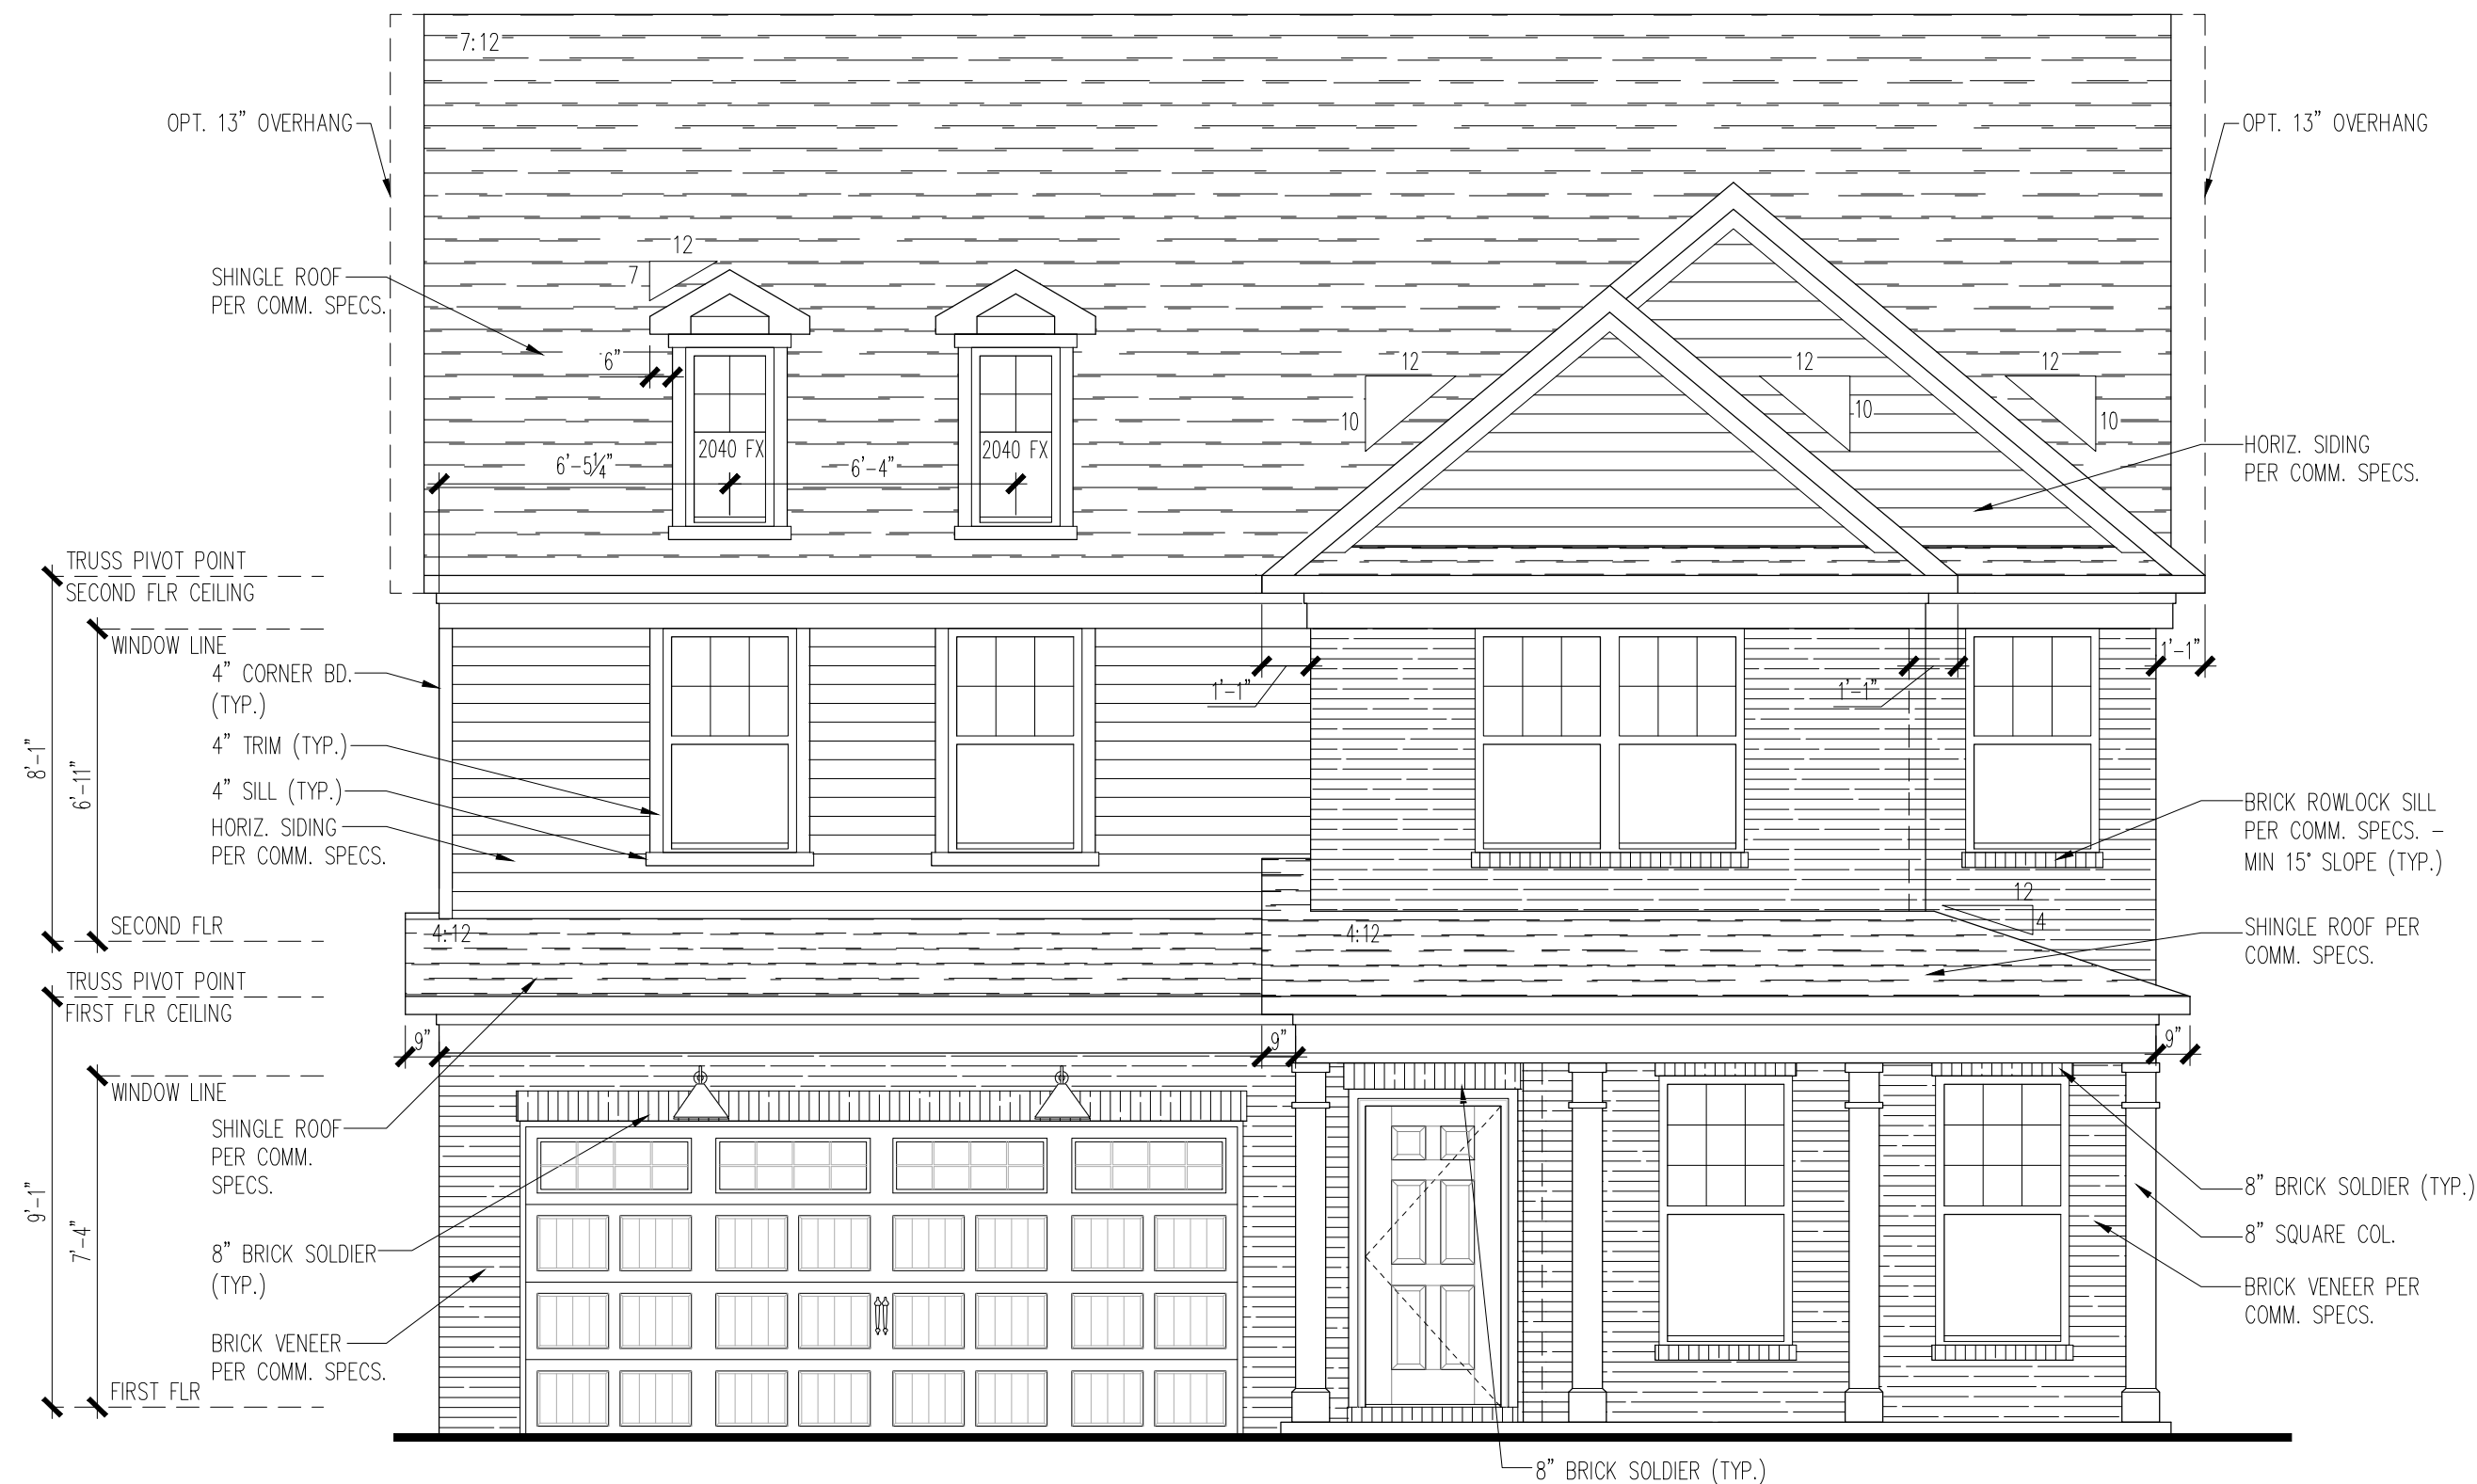 7:12
OPT. 13" OVERHANG
OPT. 13" OVERHANG
12
7
SHINGLE ROOF
PER COMM. SPECS.
6"
12
10
12
10
12
10
2040 FX
2040 FX
6'-5¼"
6'-4"
HORIZ. SIDING
PER COMM. SPECS.
TRUSS PIVOT POINT
SECOND FLR CEILING
WINDOW LINE
4" CORNER BD.
(TYP.)
1'-1"
1'-1"
1'-1"
4" TRIM (TYP.)
8'-1"
6'-11"
4" SILL (TYP.)
HORIZ. SIDING
PER COMM. SPECS.
BRICK ROWLOCK SILL
PER COMM. SPECS. –
MIN 15° SLOPE (TYP.)
12
4
SECOND FLR
4:12
4:12
SHINGLE ROOF PER
COMM. SPECS.
TRUSS PIVOT POINT
FIRST FLR CEILING
9"
9"
9"
WINDOW LINE
SHINGLE ROOF
PER COMM.
SPECS.
9'-1"
7'-4"
8" BRICK SOLDIER (TYP.)
8" SQUARE COL.
8" BRICK SOLDIER
(TYP.)
BRICK VENEER PER
COMM. SPECS.
BRICK VENEER
PER COMM. SPECS.
FIRST FLR
8" BRICK SOLDIER (TYP.)